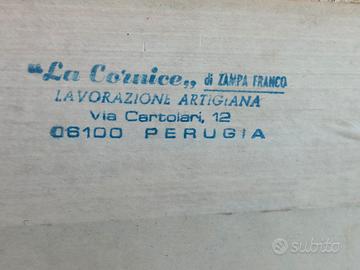 "La Cornice„ di ZAMPA FRANCO
LAVORAZIONE ARTIGIANA
Via Cartolari, 12
06100 PERUGIA
subito